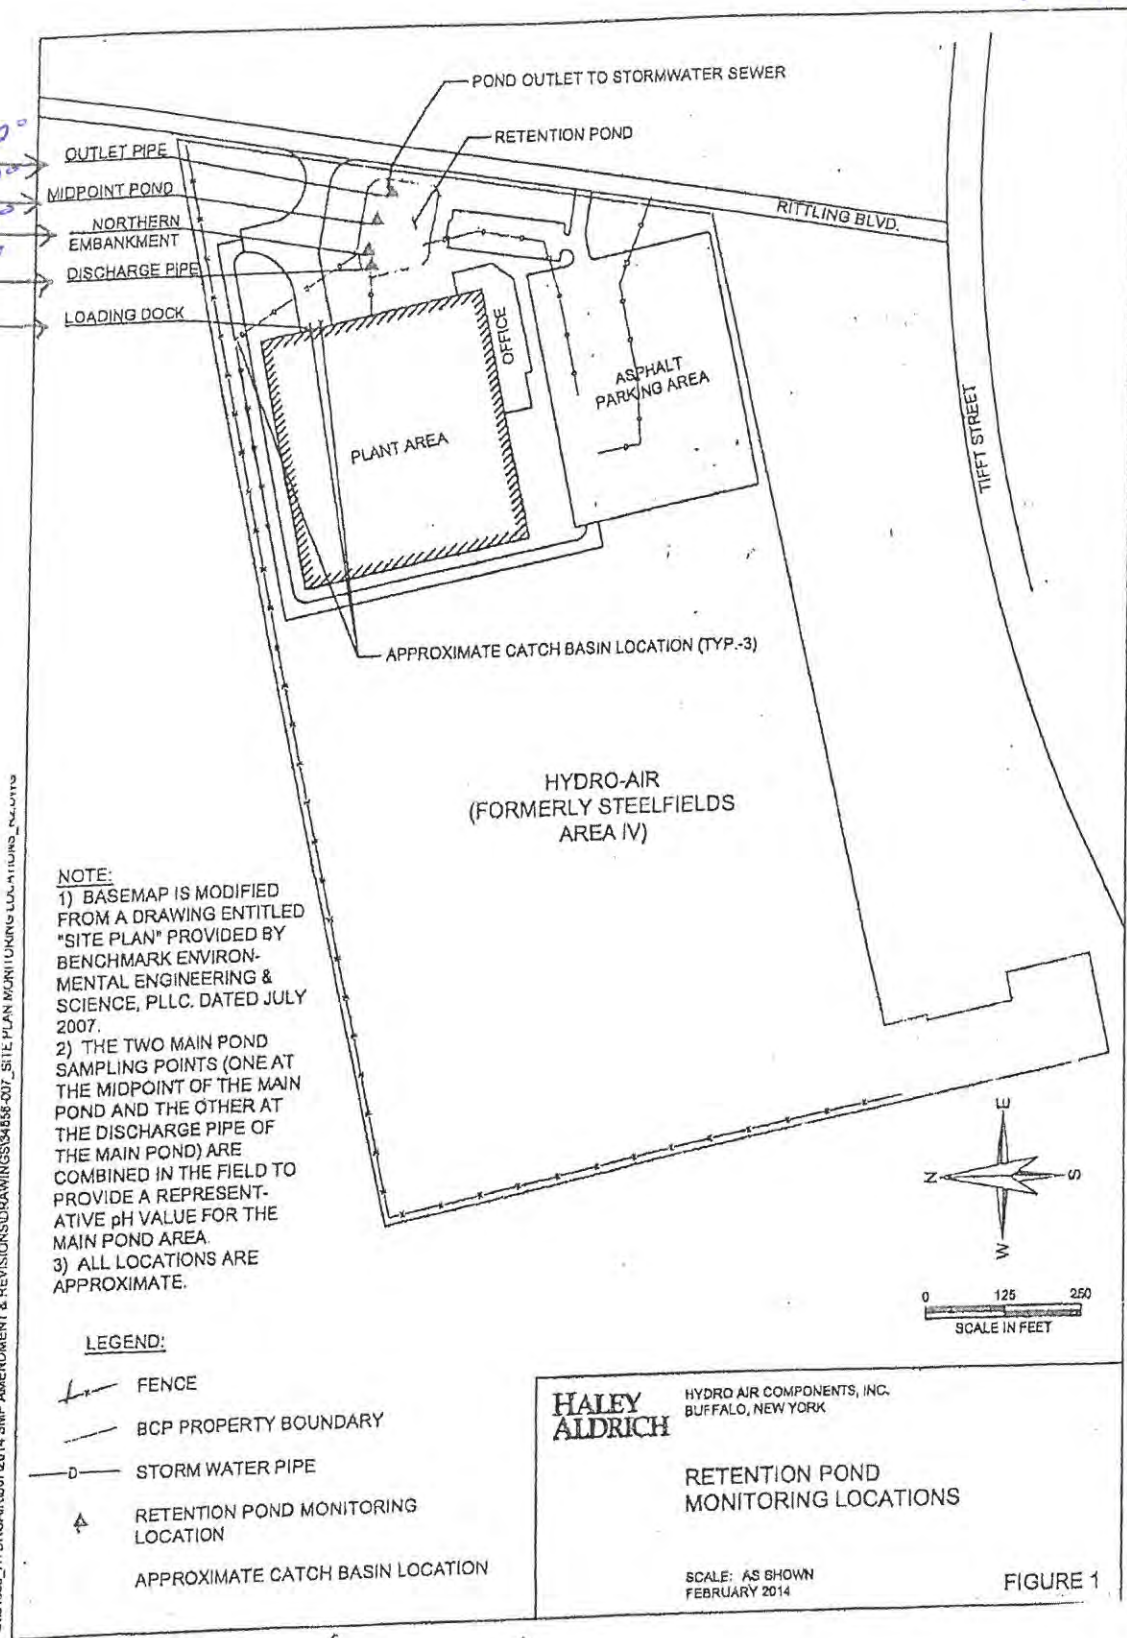 POND OUTLET TO STORMWATER SEWER
RETENTION POND
OUTLET PIPE
MIDPOINT POND
NORTHERN
EMBANKMENT
DISCHARGE PIPE
LOADING DOCK
RITTLING BLVD.
OFFICE
ASPHALT
PARKING AREA
TIFFT STREET
PLANT AREA
APPROXIMATE CATCH BASIN LOCATION (TYP.-3)
HYDRO-AIR
(FORMERLY STEELFIELDS
AREA IV)
NOTE:
1) BASEMAP IS MODIFIED
FROM A DRAWING ENTITLED
"SITE PLAN" PROVIDED BY
BENCHMARK ENVIRON-
MENTAL ENGINEERING &
SCIENCE, PLLC. DATED JULY
2007.
2) THE TWO MAIN POND
SAMPLING POINTS (ONE AT
THE MIDPOINT OF THE MAIN
POND AND THE OTHER AT
THE DISCHARGE PIPE OF
THE MAIN POND) ARE
COMBINED IN THE FIELD TO
PROVIDE A REPRESENT-
ATIVE pH VALUE FOR THE
MAIN POND AREA.
3) ALL LOCATIONS ARE
APPROXIMATE.
E
N
S
W
0 125 250
SCALE IN FEET
LEGEND:
FENCE
BCP PROPERTY BOUNDARY
D
STORM WATER PIPE
RETENTION POND MONITORING
LOCATION
APPROXIMATE CATCH BASIN LOCATION
HALEY
ALDRICH
HYDRO AIR COMPONENTS, INC.
BUFFALO, NEW YORK
RETENTION POND
MONITORING LOCATIONS
SCALE: AS SHOWN
FEBRUARY 2014
FIGURE 1